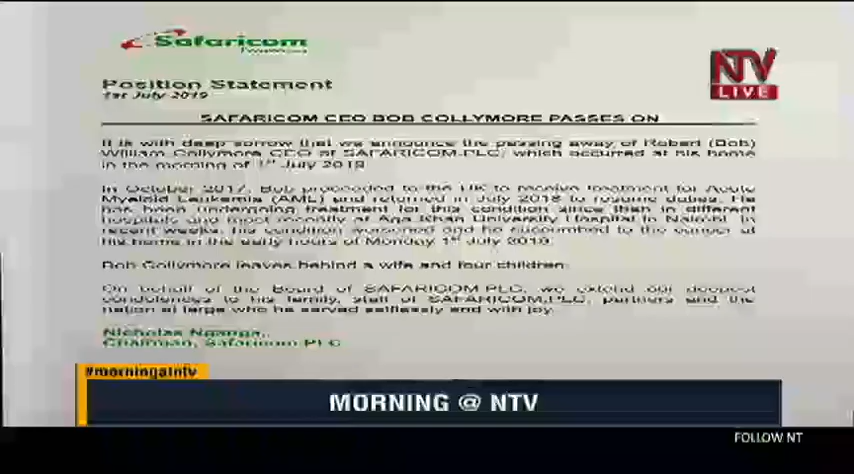 Safaricom
NTV
LIVE
Position Statement
1st July 2019
SAFARICOM CEO BOB COLLYMORE PASSES ON
It is with deep sorrow that we announce the passing away of Robert (Bob)
William Collymore CEO of SAFARICOM PLC, which occurred at his home
in the morning of 1st July 2019
In October 2017, Bob proceeded to the UK to receive treatment for Acute
Myeloid Leukemia (AML) and returned in July 2018 to resume duties. He
has been undergoing treatment for this condition since then in different
hospitals and most recently at Aga Khan University Hospital in Nairobi. In
recent weeks, his condition worsened and he succumbed to the cancer at
his home in the early hours of Monday 1st July 2019.
Bob Collymore leaves behind a wife and four children.
On behalf of the Board of SAFARICOM PLC, we extend our deepest
condolences to his family, staff of SAFARICOM PLC, partners and the
nation at large who he served selflessly and with joy.
Nicholas Nganga,
Chairman, Safaricom PLC
#morningatntv
MORNING @ NTV
FOLLOW NT